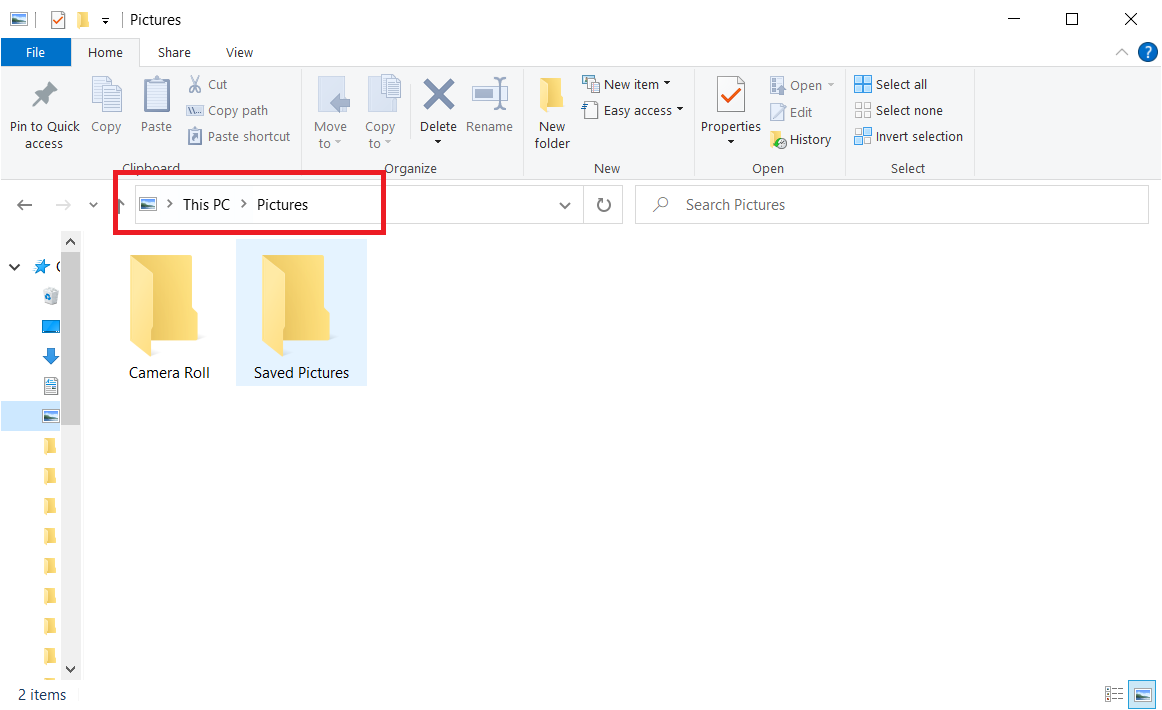 Pictures
File Home Share View ?
Pin to Quick access
Copy
Paste
Cut
Copy path
Paste shortcut
Clipboard
Move to
Copy to
Delete
Rename
Organize
New folder
New item
Easy access
New
Properties
Open
Edit
History
Open
Select all
Select none
Invert selection
Select
This PC Pictures
Search Pictures
Camera Roll
Saved Pictures
2 items